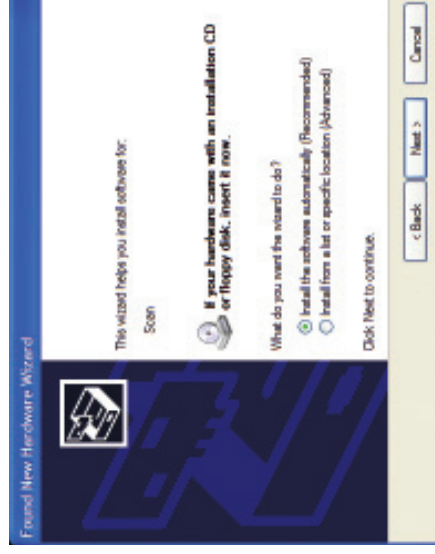 Found New Hardware Wizard
This wizard helps you install software for:
Scan
If your hardware came with an installation CD
or floppy disk, insert it now.
What do you want the wizard to do?
Install the software automatically (Recommended)
Install from a list or specific location (Advanced)
Click Next to continue.
< Back
Next >
Cancel